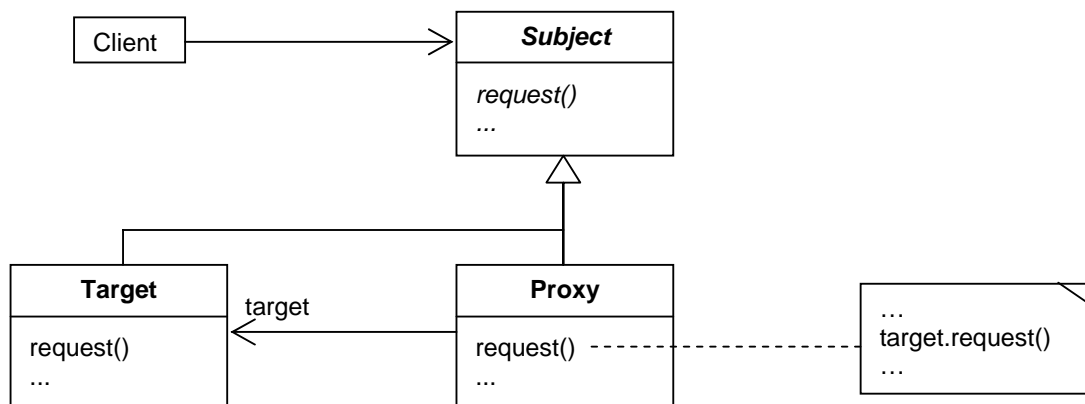 Client
Subject
request()
...
Target
request()
...
target
Proxy
request()
...
…
target.request()
…